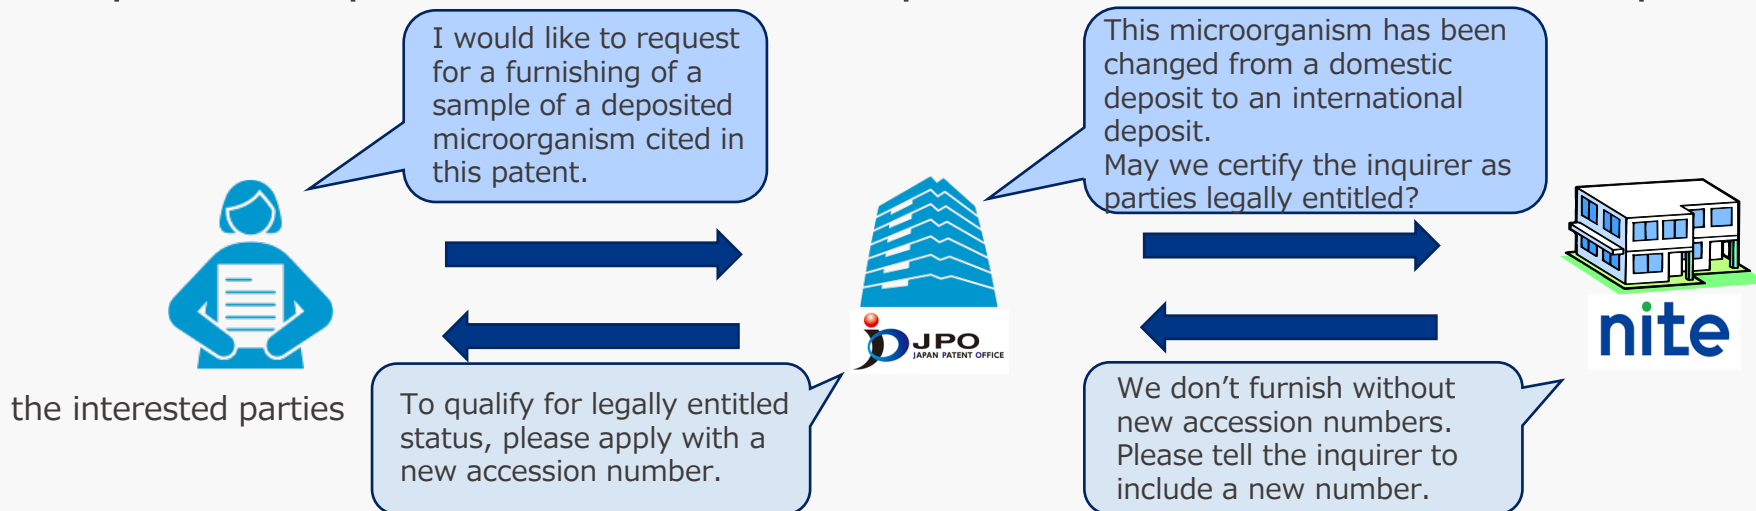 I would like to request
for a furnishing of a
sample of a deposited
microorganism cited in
this patent.
This microorganism has been
changed from a domestic
deposit to an international
deposit.
May we certify the inquirer as
parties legally entitled?
JPO
JAPAN PATENT OFFICE
nite
the interested parties
To qualify for legally entitled
status, please apply with a
new accession number.
We don’t furnish without
new accession numbers.
Please tell the inquirer to
include a new number.